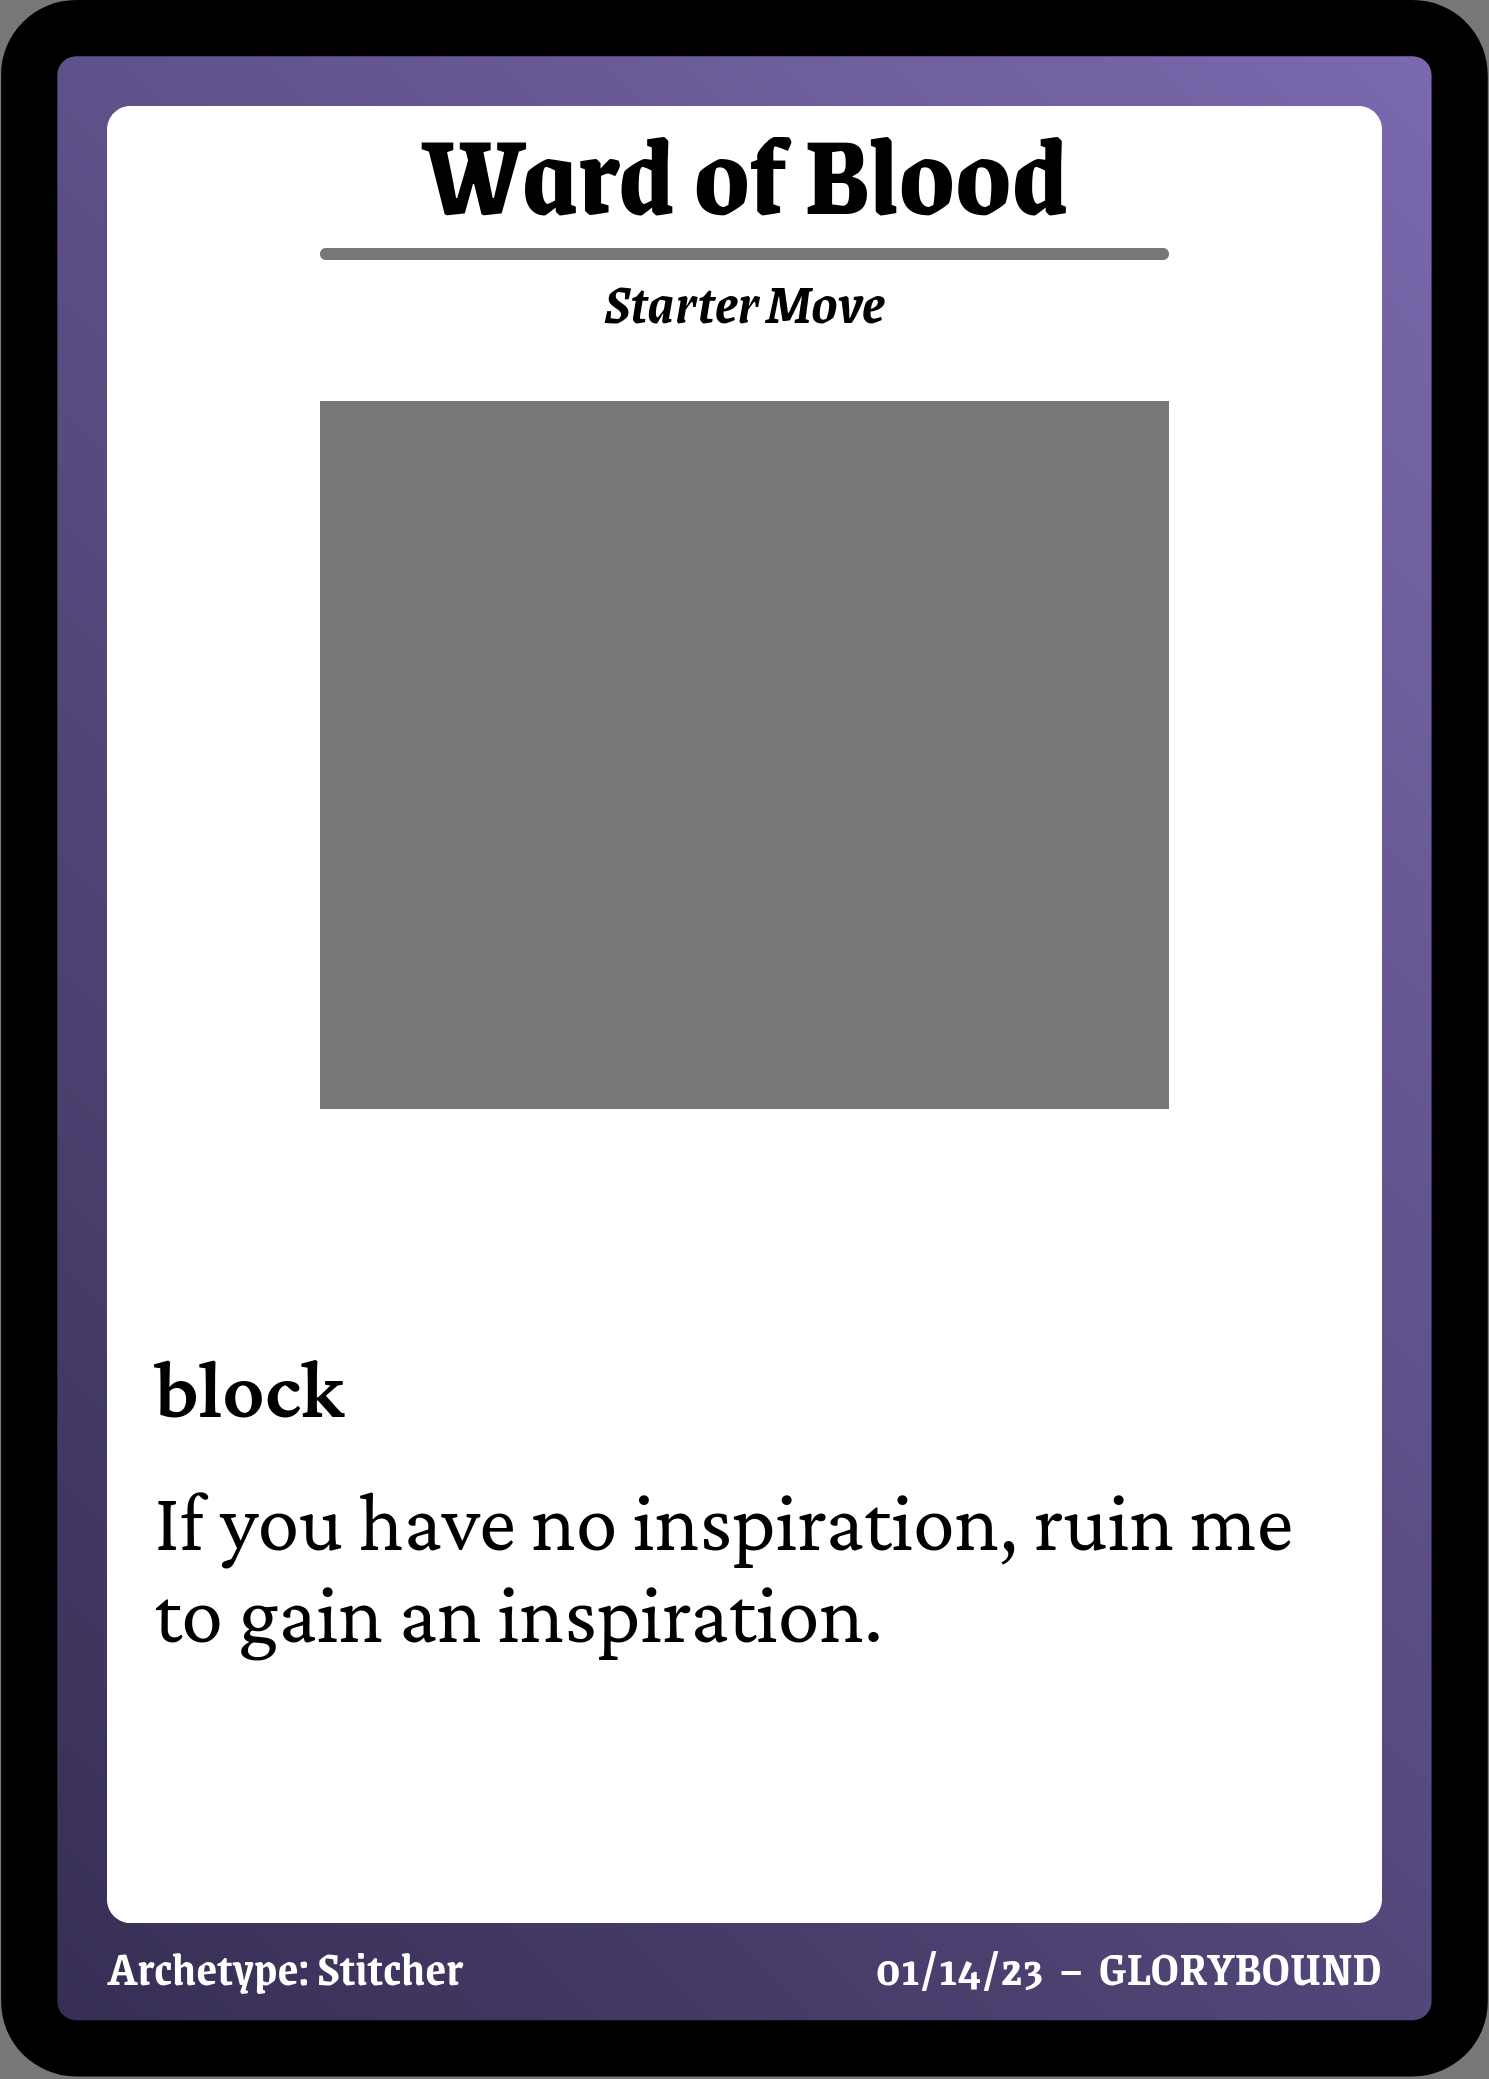 Ward of Blood
Starter Move
block
If you have no inspiration, ruin me
to gain an inspiration.
Archetype: Stitcher
01/14/23 – GLORYBOUND